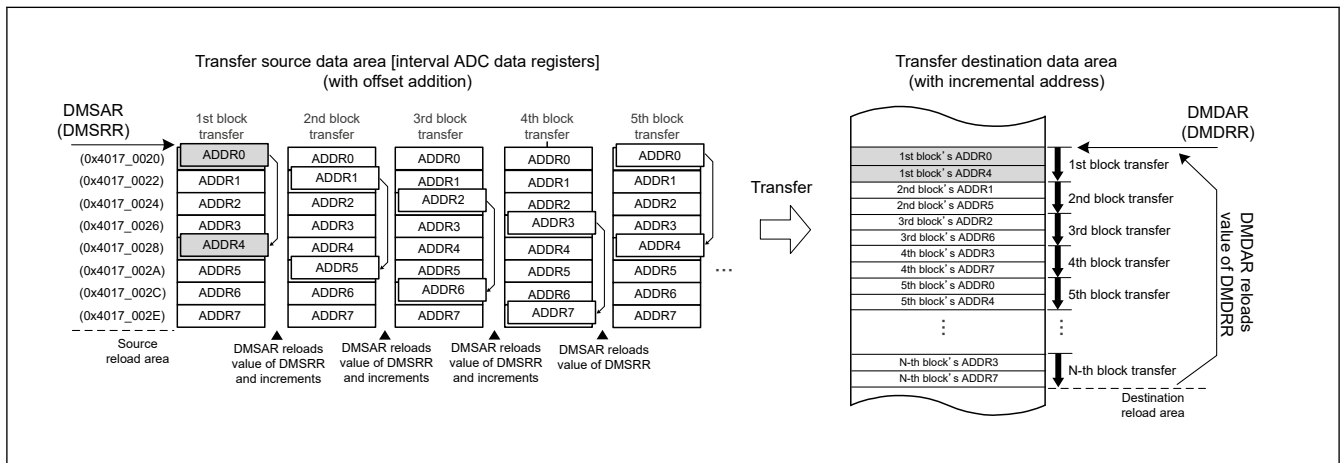 Transfer source data area [interval ADC data registers]
(with offset addition)
DMSAR
(DMSRR)
1st block
transfer
2nd block
transfer
3rd block
transfer
4th block
transfer
5th block
transfer
(0x4017_0020)
(0x4017_0022)
(0x4017_0024)
(0x4017_0026)
(0x4017_0028)
(0x4017_002A)
(0x4017_002C)
(0x4017_002E)
Source
reload area
ADDR0
ADDR1
ADDR2
ADDR3
ADDR4
ADDR5
ADDR6
ADDR7
ADDR0
ADDR1
ADDR2
ADDR3
ADDR4
ADDR5
ADDR6
ADDR7
ADDR0
ADDR1
ADDR2
ADDR3
ADDR4
ADDR5
ADDR6
ADDR7
ADDR0
ADDR1
ADDR2
ADDR3
ADDR4
ADDR5
ADDR6
ADDR7
ADDR0
ADDR1
ADDR2
ADDR3
ADDR4
ADDR5
ADDR6
ADDR7
...
DMSAR reloads
value of DMSRR
and increments
DMSAR reloads
value of DMSRR
and increments
DMSAR reloads
value of DMSRR
and increments
DMSAR reloads
value of DMSRR
Transfer
Transfer destination data area
(with incremental address)
DMDAR
(DMDRR)
1st block's ADDR0
1st block's ADDR4
2nd block's ADDR1
2nd block's ADDR5
3rd block's ADDR2
3rd block's ADDR6
4th block's ADDR3
4th block's ADDR7
5th block's ADDR0
5th block's ADDR4
N-th block's ADDR3
N-th block's ADDR7
1st block transfer
2nd block transfer
3rd block transfer
4th block transfer
5th block transfer
N-th block transfer
Destination
reload area
DMDAR reloads
value of DMDRR